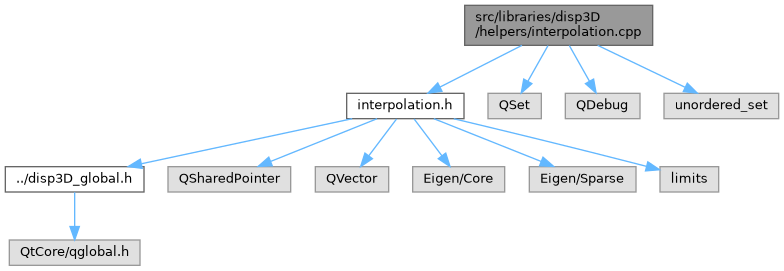 src/libraries/disp3D
/helpers/interpolation.cpp
interpolation.h
QSet
QDebug
unordered_set
../disp3D_global.h
QSharedPointer
QVector
Eigen/Core
Eigen/Sparse
limits
QtCore/qglobal.h